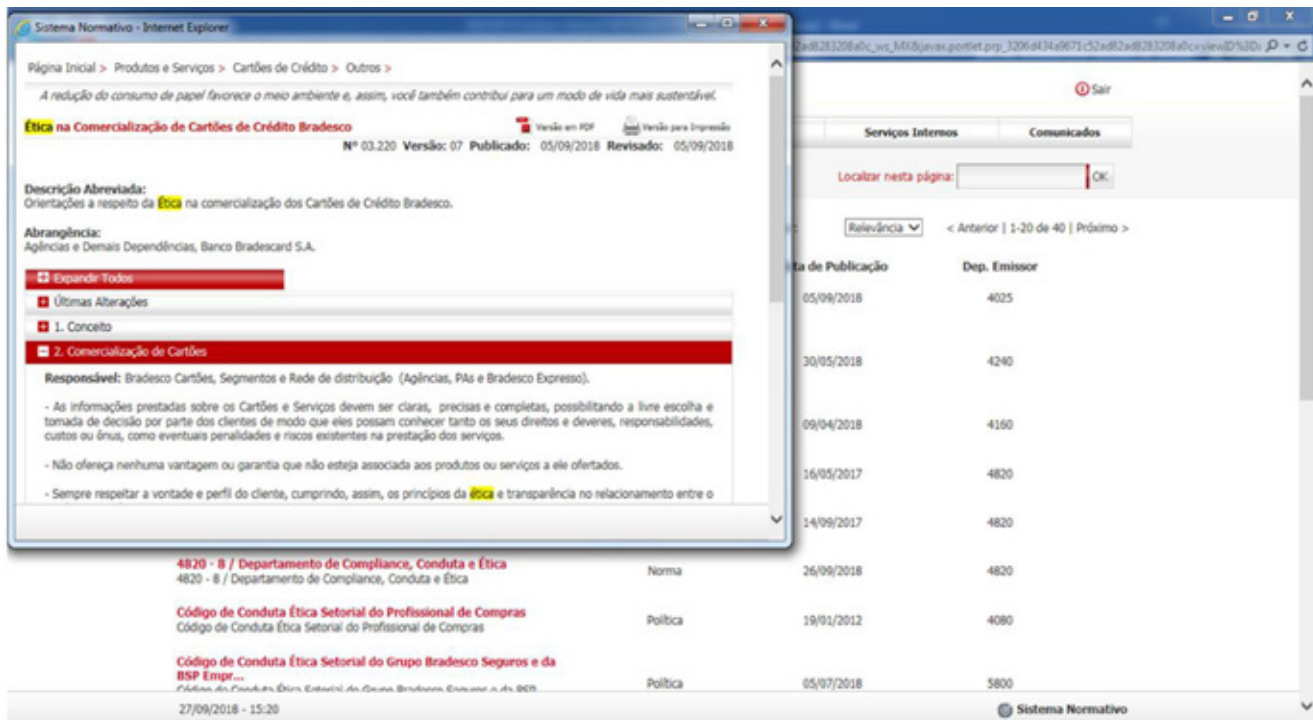 Sistema Normativo - Internet Explorer
Página Inicial > Produtos e Serviços > Cartões de Crédito > Outros >
A redução do consumo de papel favorece o meio ambiente e, assim, você também contribui para um modo de vida mais sustentável.
Ética na Comercialização de Cartões de Crédito Bradesco
Versão em PDF Versão para Impressão
Nº 03.220 Versão: 07 Publicado: 05/09/2018 Revisado: 05/09/2018
Descrição Abreviada:
Orientações a respeito da Ética na comercialização dos Cartões de Crédito Bradesco.
Abrangência:
Agências e Demais Dependências, Banco Bradescard S.A.
Expandir Todos
Últimas Alterações
1. Conceito
2. Comercialização de Cartões
Responsável: Bradesco Cartões, Segmentos e Rede de distribuição (Agências, PAs e Bradesco Expresso).
- As informações prestadas sobre os Cartões e Serviços devem ser claras, precisas e completas, possibilitando a livre escolha e
tomada de decisão por parte dos clientes de modo que eles possam conhecer tanto os seus direitos e deveres, responsabilidades,
custos ou ônus, como eventuais penalidades e riscos existentes na prestação dos serviços.
- Não ofereça nenhuma vantagem ou garantia que não esteja associada aos produtos ou serviços a ele ofertados.
- Sempre respeitar a vontade e perfil do cliente, cumprindo, assim, os princípios da ética e transparência no relacionamento entre o
Sair
Serviços Internos Comunicados
Localizar nesta página: OK
Relevância < Anterior | 1-20 de 40 | Próximo >
ta de Publicação Dep. Emissor
05/09/2018 4025
30/05/2018 4240
09/04/2018 4160
16/05/2017 4820
14/09/2017 4820
4820 - 8 / Departamento de Compliance, Conduta e Ética
4820 - 8 / Departamento de Compliance, Conduta e Ética Norma 26/09/2018 4820
Código de Conduta Ética Setorial do Profissional de Compras
Código de Conduta Ética Setorial do Profissional de Compras Política 19/01/2012 4080
Código de Conduta Ética Setorial do Grupo Bradesco Seguros e da
BSP Empr...
Código de Conduta Ética Setorial do Grupo Bradesco Seguros e da BSP Política 05/07/2018 5800
27/09/2018 - 15:20 Sistema Normativo